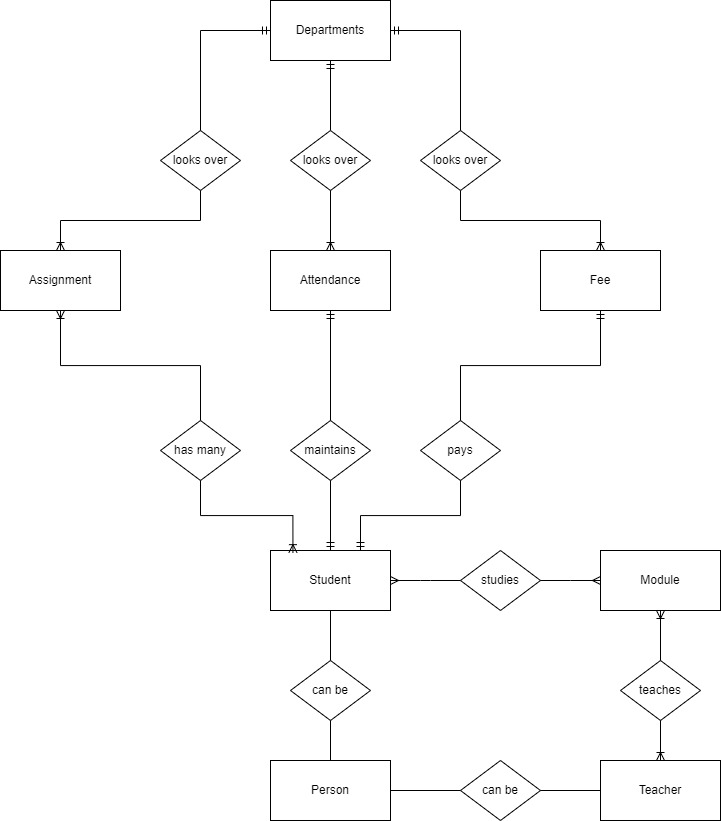 Departments
looks over
looks over
looks over
Assignment
Attendance
Fee
has many
maintains
pays
Student
studies
Module
can be
teaches
Person
can be
Teacher